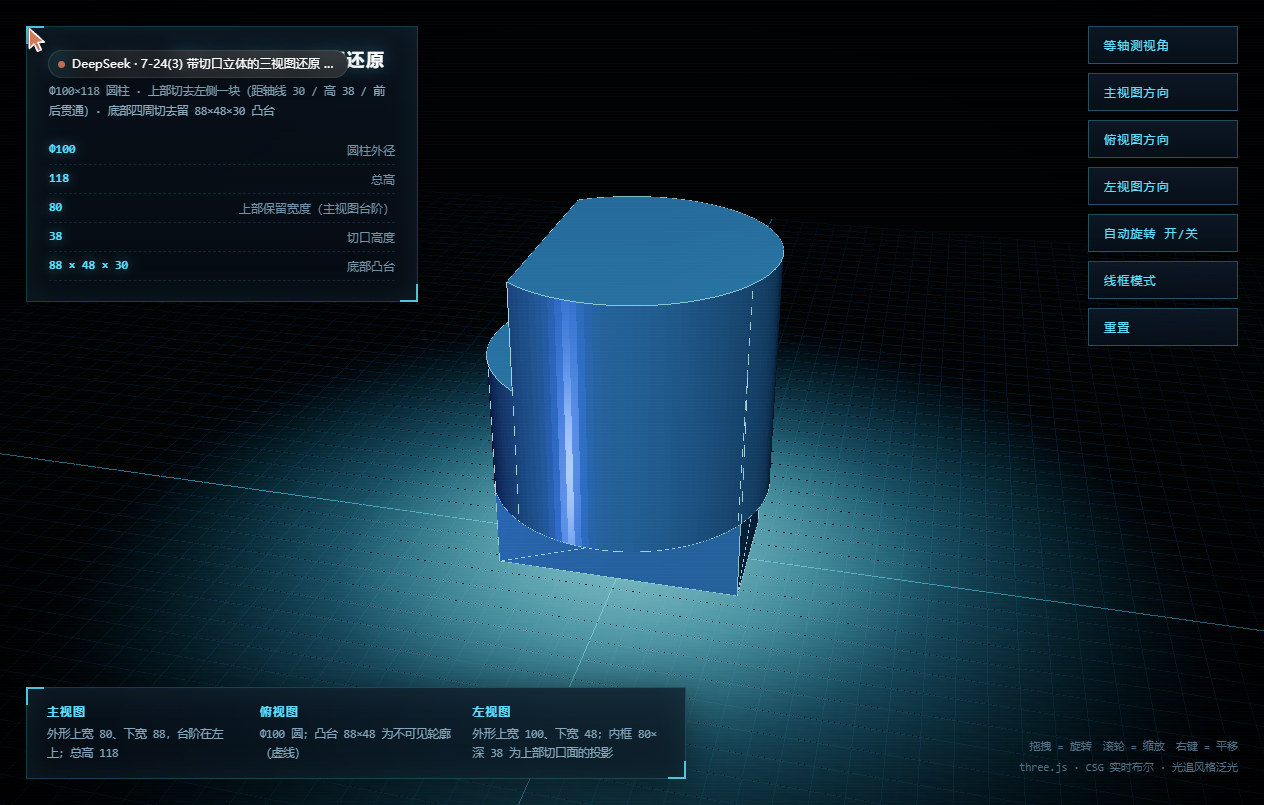 DeepSeek · 7-24(3) 带切口立体的三视图还原 ...
还原
Φ100×118 圆柱 · 上部切去左侧一块（距轴线 30 / 高 38 / 前
后贯通）· 底部四周切去留 88×48×30 凸台
Φ100 圆柱外径
118 总高
80 上部保留宽度（主视图台阶）
38 切口高度
88 × 48 × 30 底部凸台
等轴测视角
主视图方向
俯视图方向
左视图方向
自动旋转 开/关
线框模式
重置
主视图
外形上宽 80、下宽 88，台阶在左
上；总高 118
俯视图
Φ100 圆；凸台 88×48 为不可见轮廓
（虚线）
左视图
外形上宽 100、下宽 48；内框 80×
深 38 为上部切口面的投影
拖拽 = 旋转 滚轮 = 缩放 右键 = 平移
three.js · CSG 实时布尔 · 光追风格泛光